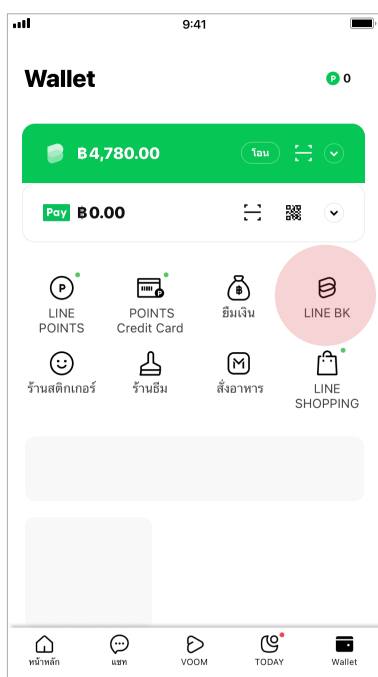 9:41
Wallet
P 0
฿4,780.00 โอน
Pay ฿0.00
P
LINE POINTS
P
POINTS Credit Card
฿
ยืมเงิน
LINE BK
ร้านสติกเกอร์
ร้านธีม
M
สั่งอาหาร
LINE SHOPPING
หน้าหลัก
แชท
VOOM
TODAY
Wallet